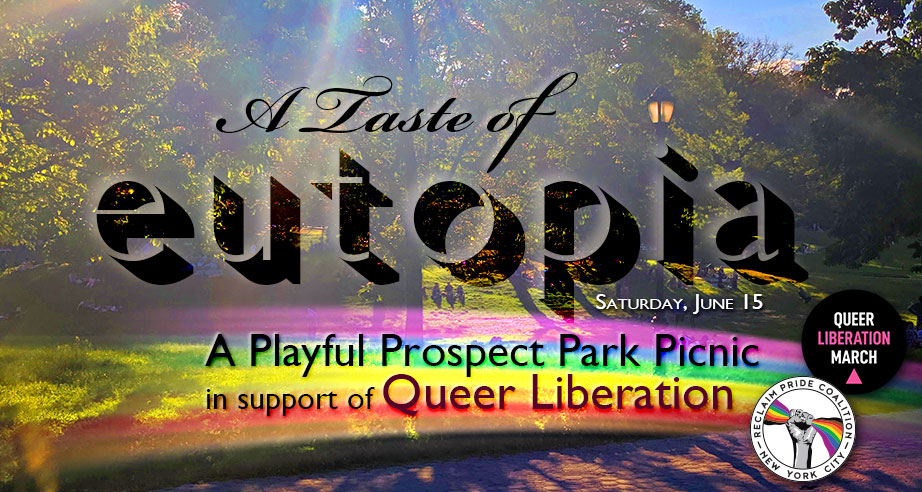 A Taste of
eutopia
Saturday, June 15
A Playful Prospect Park Picnic
in support of Queer Liberation
QUEER
LIBERATION
MARCH
RECLAIM PRIDE COALITION
NEW YORK CITY